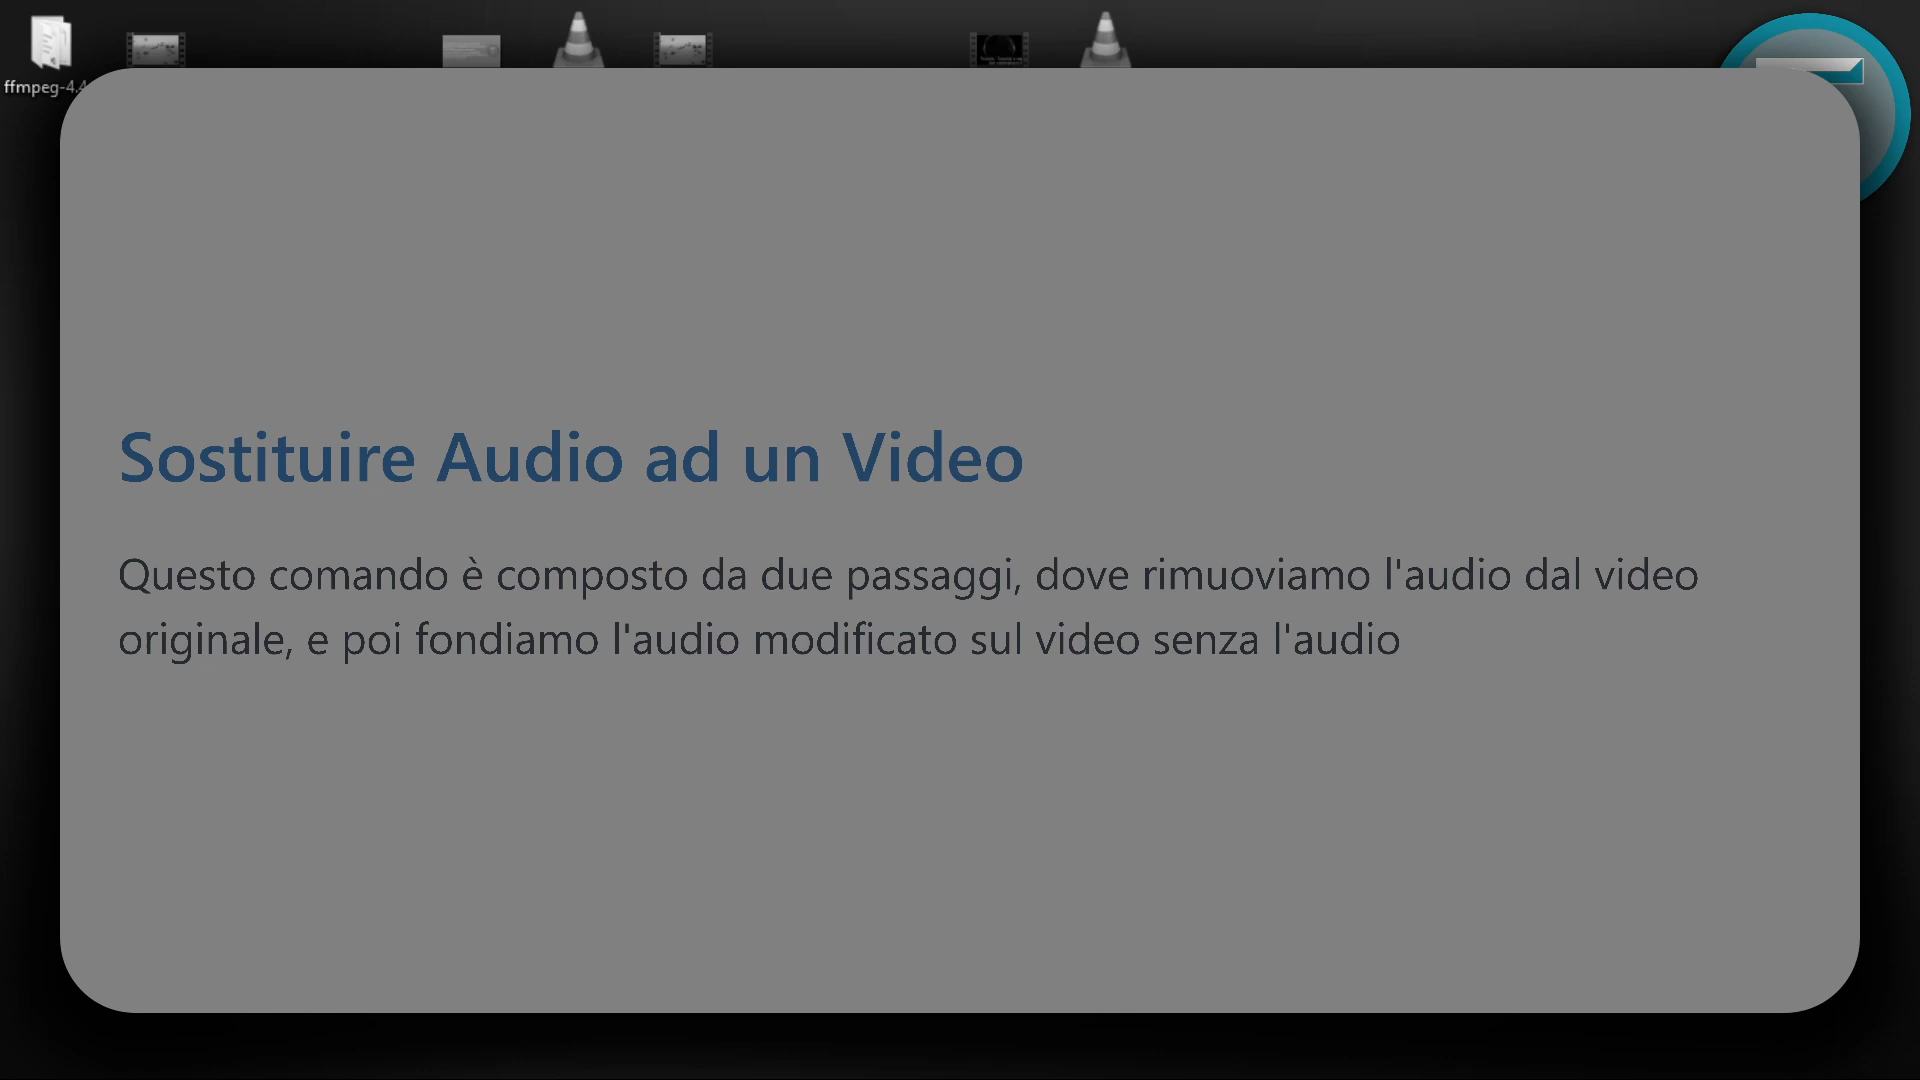 ffmpeg-4.4
Sostituire Audio ad un Video
Questo comando è composto da due passaggi, dove rimuoviamo l'audio dal video
originale, e poi fondiamo l'audio modificato sul video senza l'audio